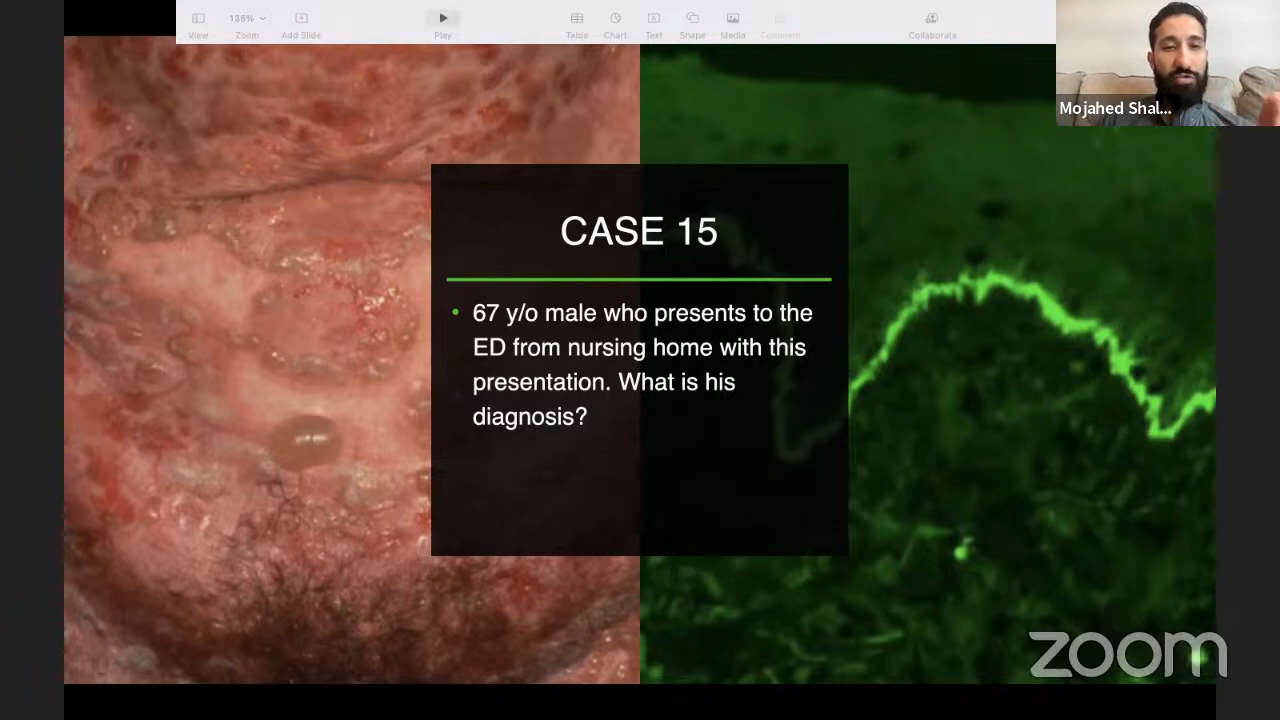 135%
View
Zoom
Add Slide
Play
Table
Chart
Text
Shape
Media
Comment
Collaborate
Mojahed Shal...
CASE 15
• 67 y/o male who presents to the
ED from nursing home with this
presentation. What is his
diagnosis?
zoom